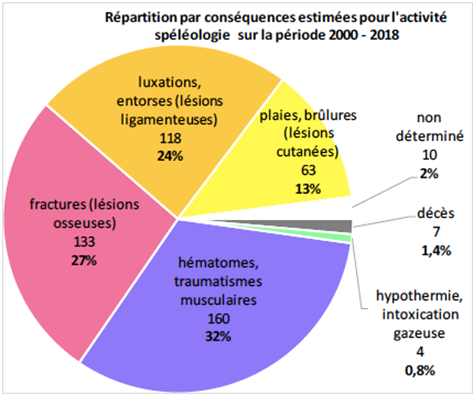 Répartition par conséquences estimées pour l'activité
spéléologie sur la période 2000 - 2018
luxations,
entorses (lésions
ligamenteuses)
118
24%
plaies, brûlures
(lésions
cutanées)
63
13%
non
déterminé
10
2%
décès
7
1,4%
hypothermie,
intoxication
gazeuse
4
0,8%
hématomes,
traumatismes
musculaires
160
32%
fractures (lésions
osseuses)
133
27%